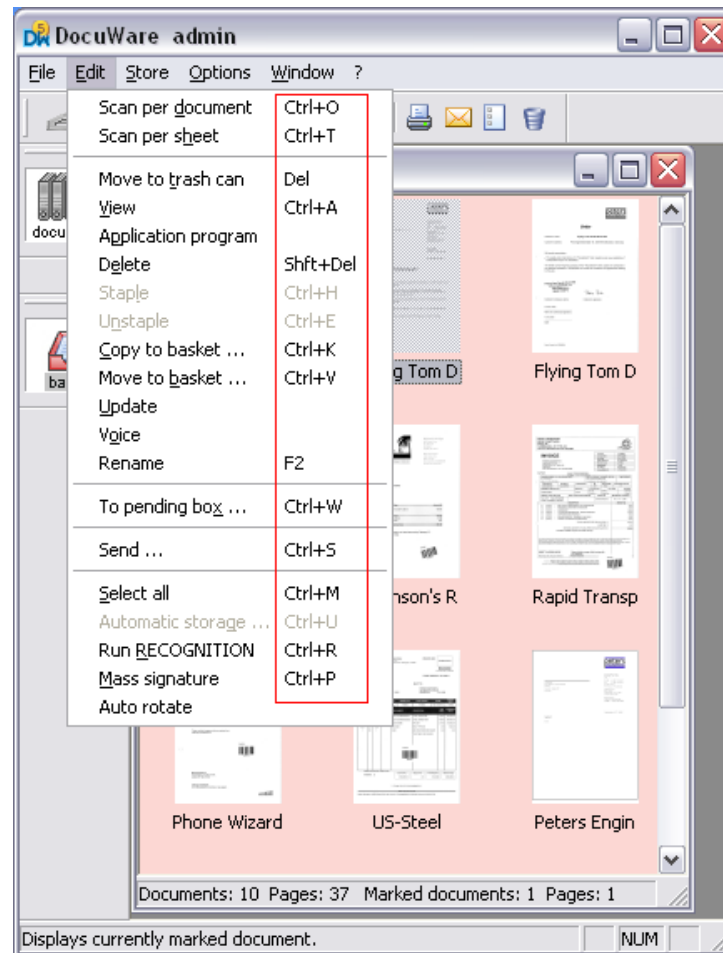 DocuWare admin
File Edit Store Options Window ?
Scan per document Ctrl+O
Scan per sheet Ctrl+T
Move to trash can Del
View Ctrl+A
Application program
Delete Shft+Del
Staple Ctrl+H
Unstaple Ctrl+E
Copy to basket ... Ctrl+K
Move to basket ... Ctrl+V
Update
Voice
Rename F2
To pending box ... Ctrl+W
Send ... Ctrl+S
Select all Ctrl+M
Automatic storage ... Ctrl+U
Run RECOGNITION Ctrl+R
Mass signature Ctrl+P
Auto rotate
docu
ba
g Tom D Flying Tom D
nson's R Rapid Transp
Phone Wizard US-Steel Peters Engin
Documents: 10 Pages: 37 Marked documents: 1 Pages: 1
Displays currently marked document. NUM